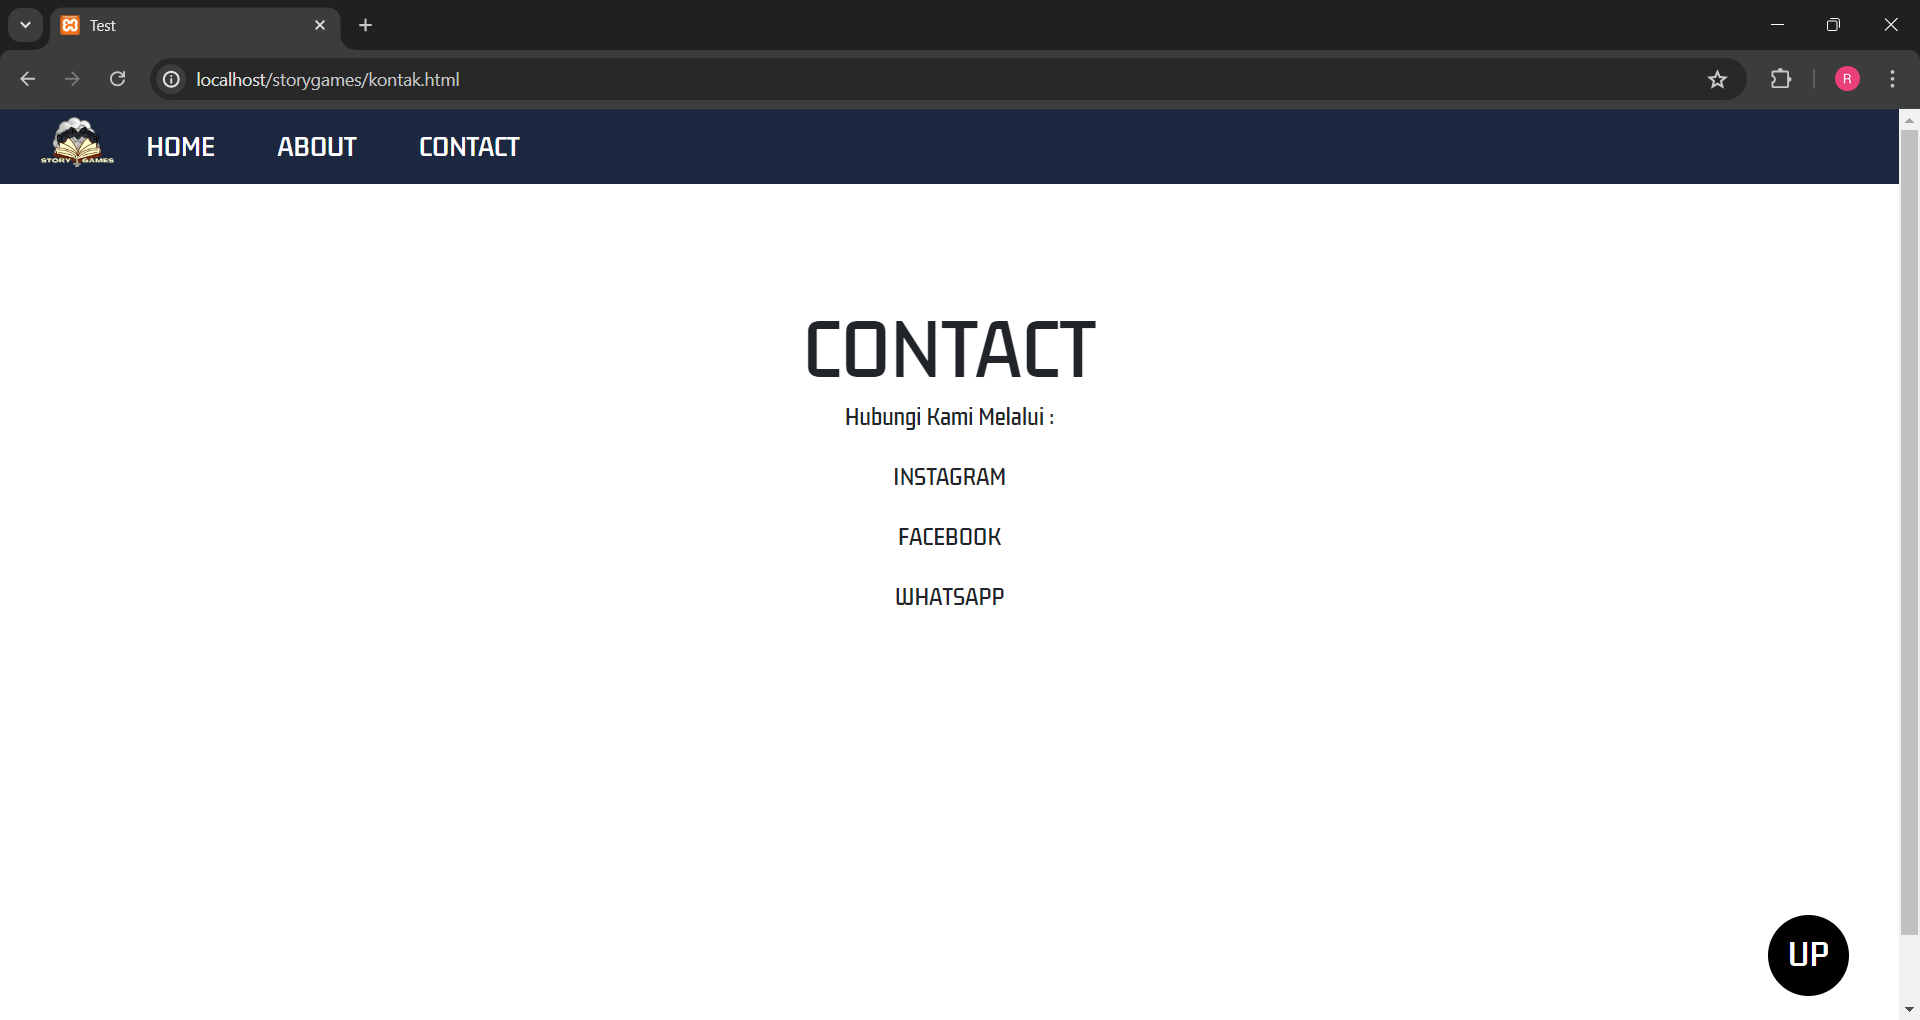 Test
localhost/storygames/kontak.html
R
STORY GAMES
HOME ABOUT CONTACT
CONTACT
Hubungi Kami Melalui :
INSTAGRAM
FACEBOOK
WHATSAPP
UP